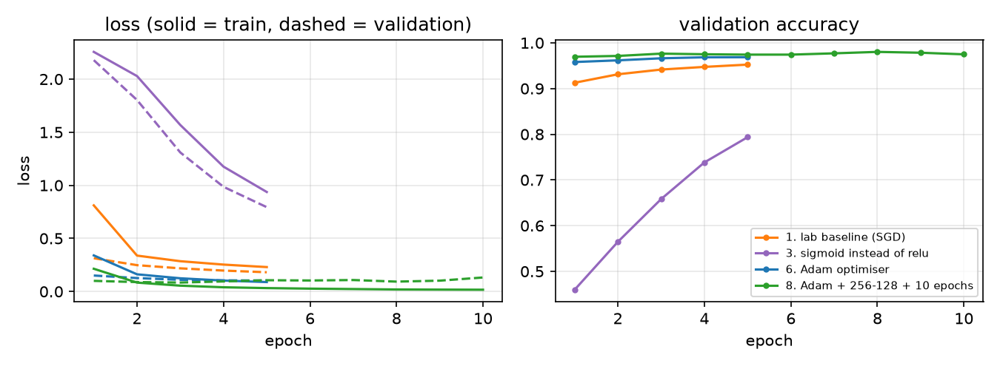 loss (solid = train, dashed = validation)
loss
2.0
1.5
1.0
0.5
0.0
2
4
6
8
10
epoch
validation accuracy
1.0
0.9
0.8
0.7
0.6
0.5
1. lab baseline (SGD)
3. sigmoid instead of relu
6. Adam optimiser
8. Adam + 256-128 + 10 epochs
2
4
6
8
10
epoch